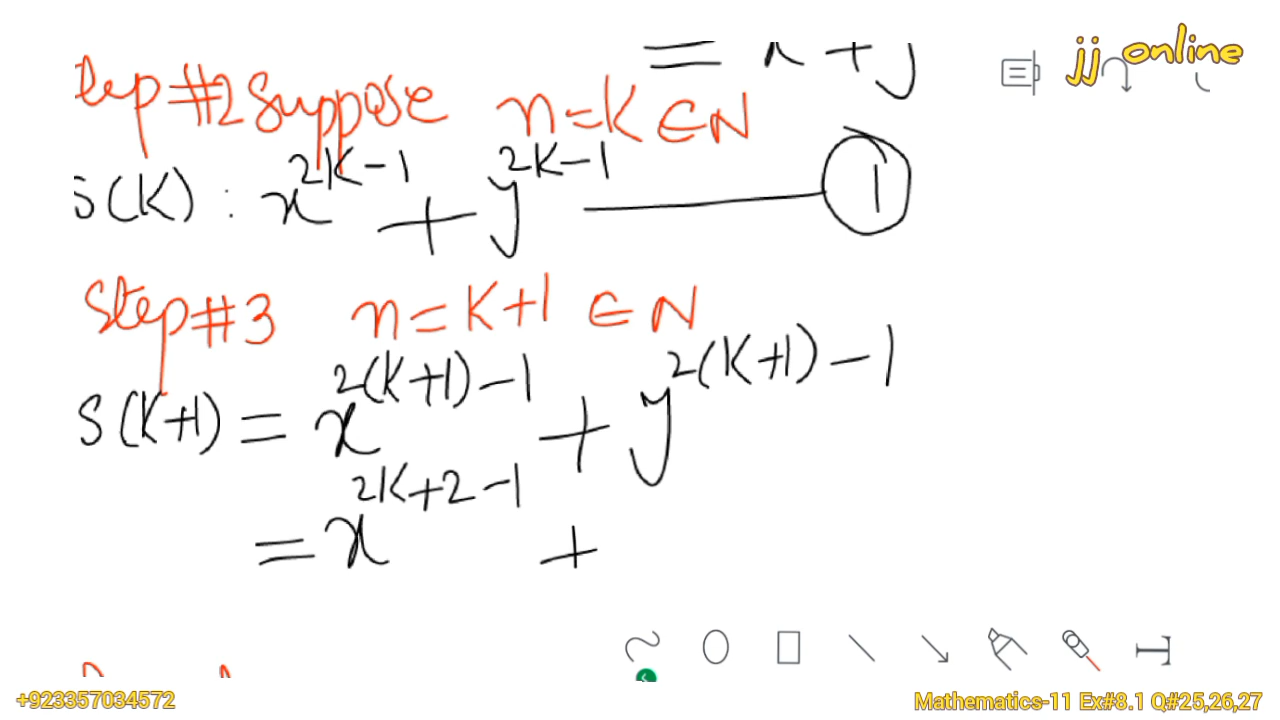 jj online
= x + y
tep #2 Suppose n = K ∈ N
S(K) : x^{2K-1} + y^{2K-1} ——— ①
Step #3 n = K+1 ∈ N
S(K+1) = x^{2(K+1)-1} + y^{2(K+1)-1}
= x^{2K+2-1} +
+923357034572
Mathematics-11 Ex#8.1 Q#25,26,27